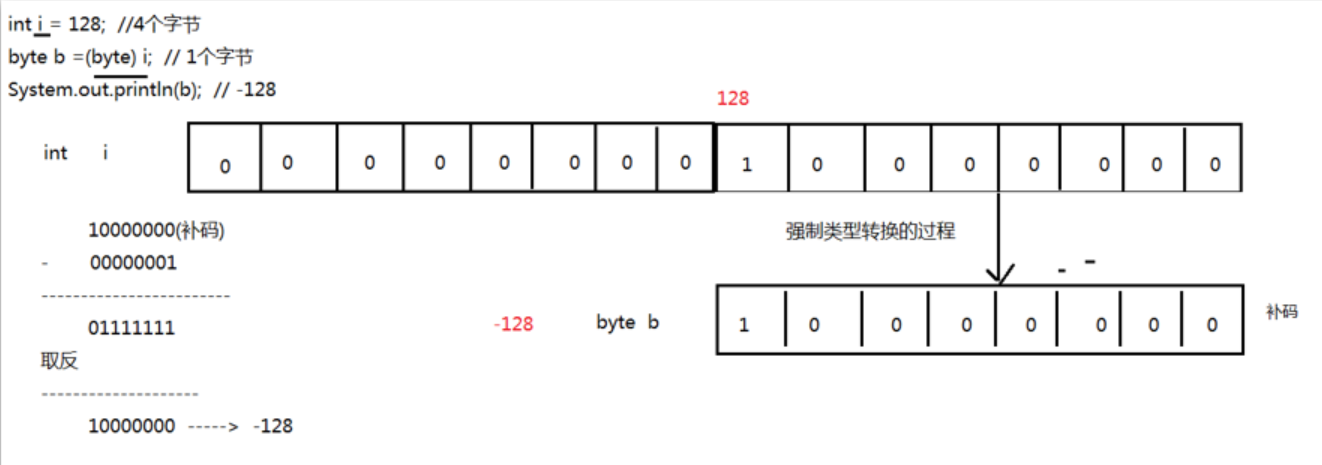 int i = 128;  //4个字节
byte b =(byte) i;  // 1个字节
System.out.println(b);  // -128
128
int i 0 0 0 0 0 0 0 0 1 0 0 0 0 0 0 0
10000000(补码)
强制类型转换的过程
- 00000001
------------------------
01111111
-128 byte b 1 0 0 0 0 0 0 0 补码
取反
--------------------
10000000 -----> -128